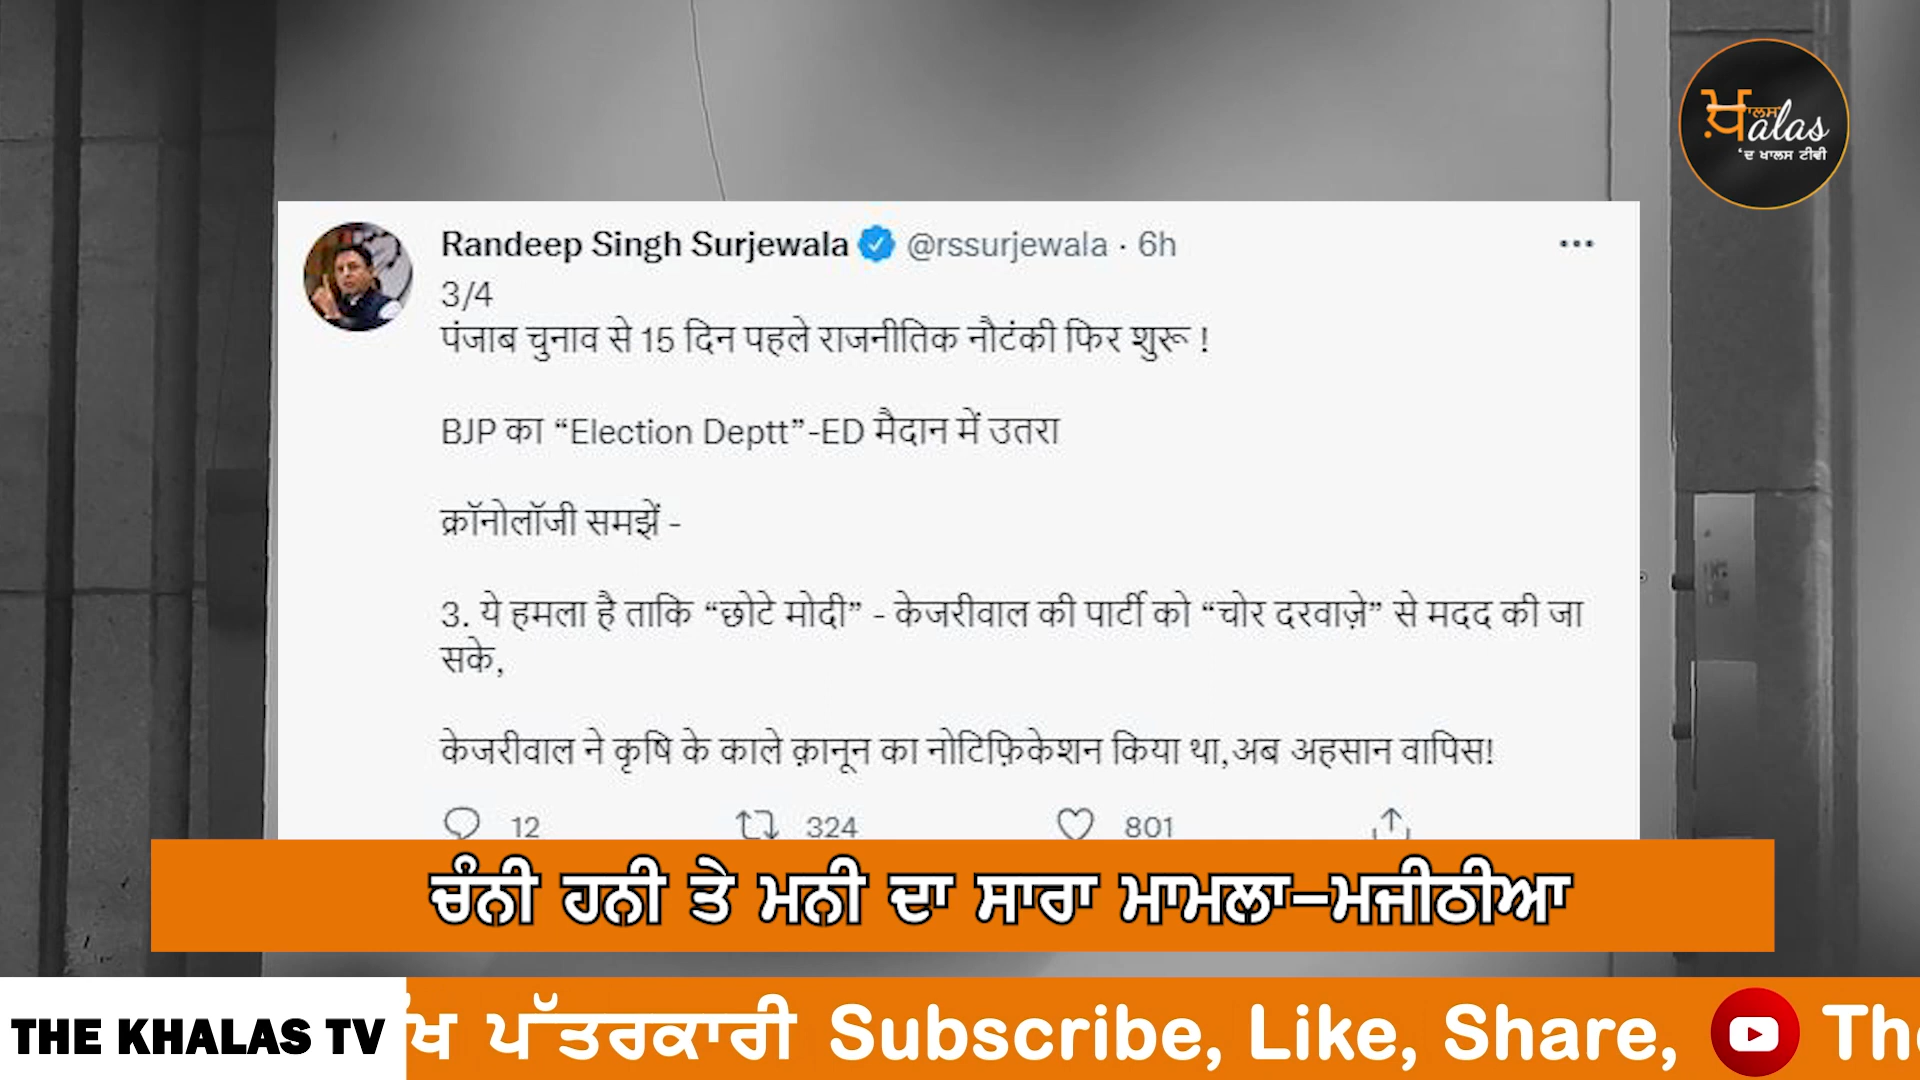 ਖ਼ਾਲਸ
alas
'ਦ ਖਾਲਸ ਟੀਵੀ
Randeep Singh Surjewala @rssurjewala · 6h
3/4
पंजाब चुनाव से 15 दिन पहले राजनीतिक नौटंकी फिर शुरू !
BJP का “Election Deptt”-ED मैदान में उतरा
क्रॉनोलॉजी समझें -
3. ये हमला है ताकि “छोटे मोदी” - केजरीवाल की पार्टी को “चोर दरवाज़े” से मदद की जा
सके,
केजरीवाल ने कृषि के काले क़ानून का नोटिफ़िकेशन किया था,अब अहसान वापिस!
12 324 801
ਚੰਨੀ ਹਨੀ ਤੇ ਮਨੀ ਦਾ ਸਾਰਾ ਮਾਮਲਾ–ਮਜੀਠੀਆ
THE KHALAS TV ਪੱਤਰਕਾਰੀ Subscribe, Like, Share,